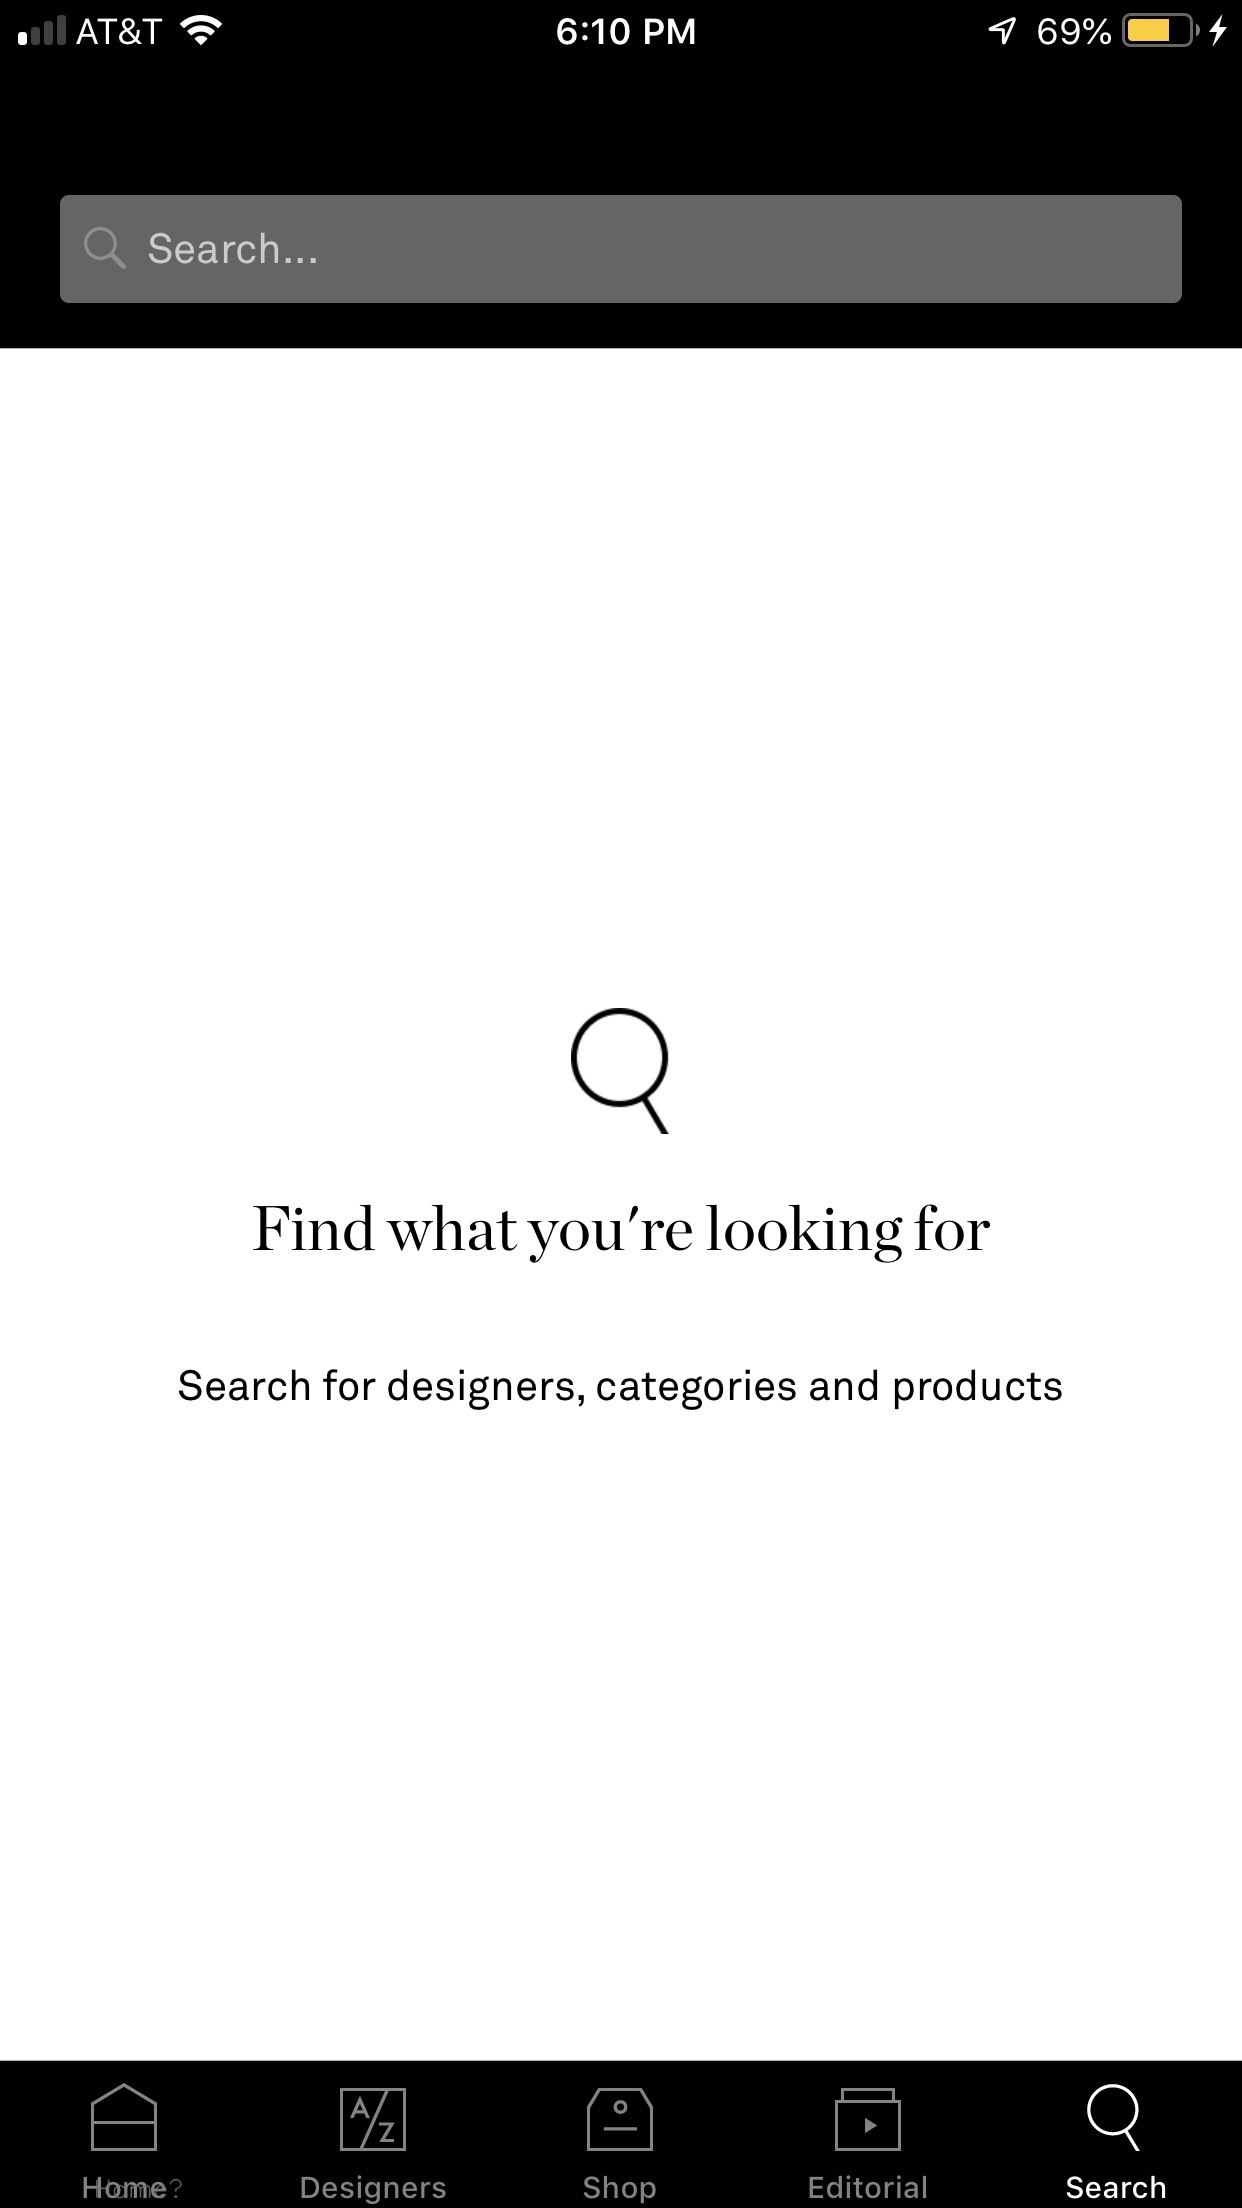 AT&T 6:10 PM 69%
Search...
Find what you're looking for
Search for designers, categories and products
A/Z
Home Designers Shop Editorial Search